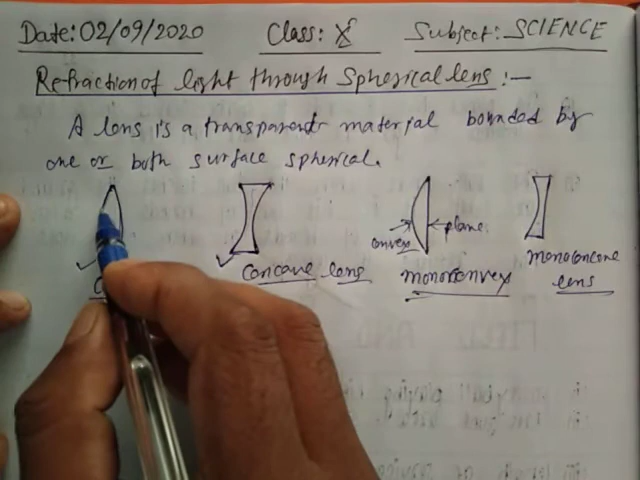 Date: 02/09/2020 Class: X Subject: SCIENCE
Refraction of light through Spherical lens :—
A lens is a transparent material bounded by
one or both surface spherical.
convex plane.
concave lens monoconvex monoconcave
lens